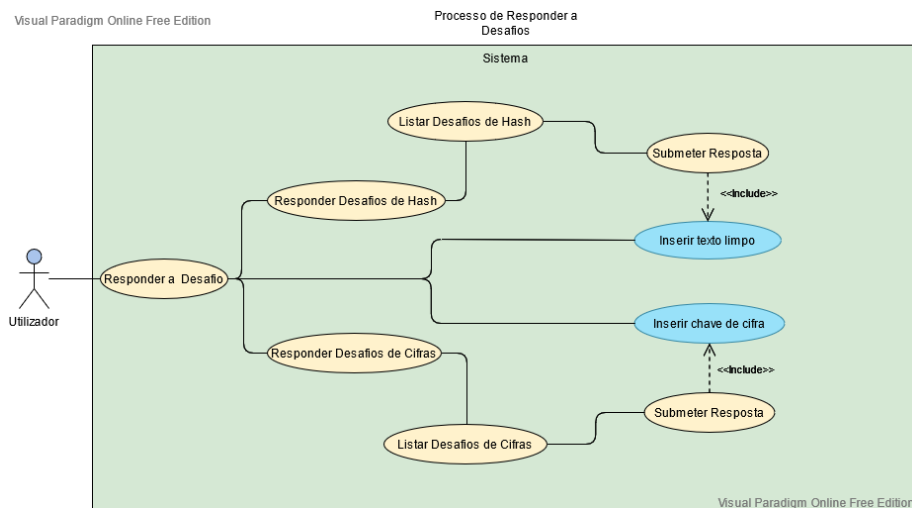 Visual Paradigm Online Free Edition
Processo de Responder a
Desafios
Sistema
Listar Desafios de Hash
Submeter Resposta
<<Include>>
Responder Desafios de Hash
Inserir texto limpo
Responder a Desafio
Utilizador
Inserir chave de cifra
Responder Desafios de Cifras
<<Include>>
Submeter Resposta
Listar Desafios de Cifras
Visual Paradigm Online Free Edition